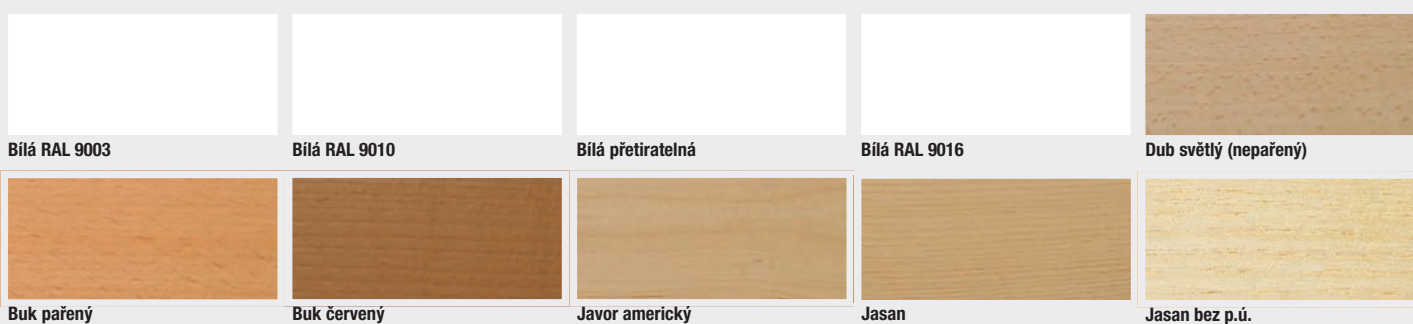 Bílá RAL 9003
Bílá RAL 9010
Bílá přetiratelná
Bílá RAL 9016
Dub světlý (nepařený)
Buk pařený
Buk červený
Javor americký
Jasan
Jasan bez p.ú.